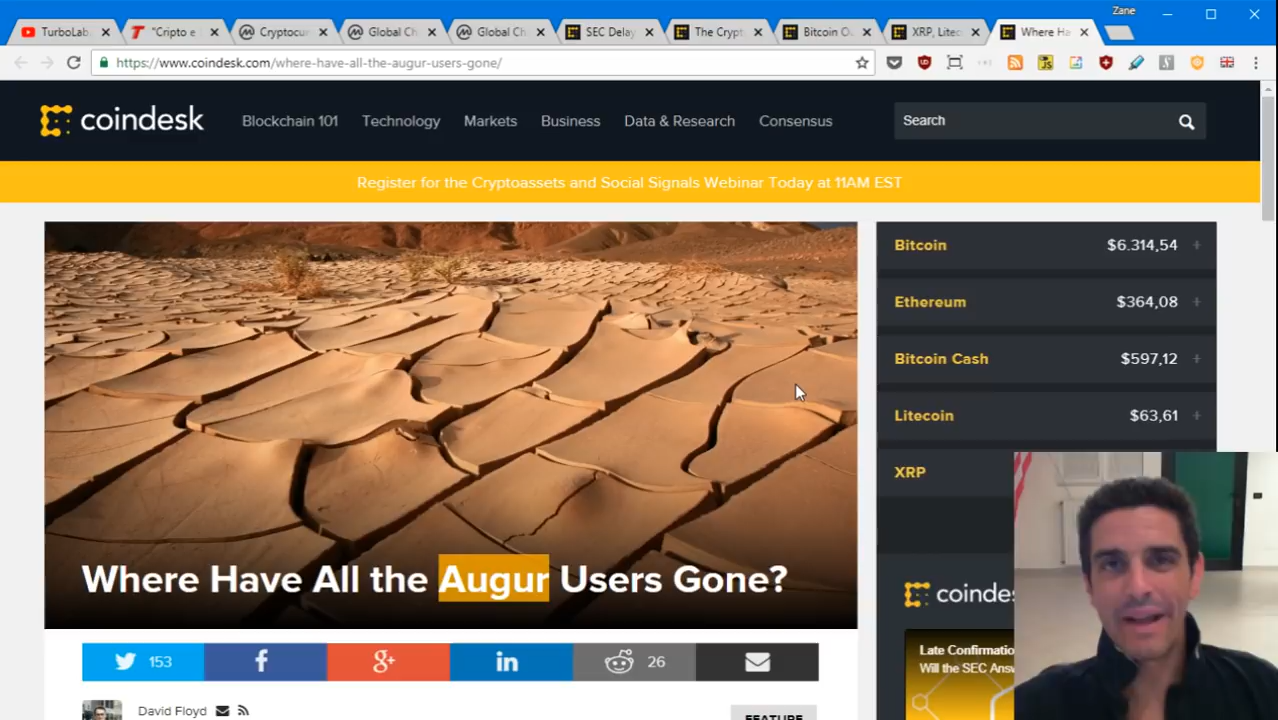 Zane
TurboLab.
"Cripto e
Cryptocur
Global Ch
Global Ch
SEC Delay
The Crypt
Bitcoin O
XRP, Litec
Where Ha
https://www.coindesk.com/where-have-all-the-augur-users-gone/
coindesk
Blockchain 101 Technology Markets Business Data & Research Consensus
Search
Register for the Cryptoassets and Social Signals Webinar Today at 11AM EST
Where Have All the Augur Users Gone?
153
f
g+
in
26
David Floyd
FEATURE
Bitcoin $6.314,54 +
Ethereum $364,08 +
Bitcoin Cash $597,12 +
Litecoin $63,61 +
XRP
coindes
Late Confirmation
Will the SEC Answ